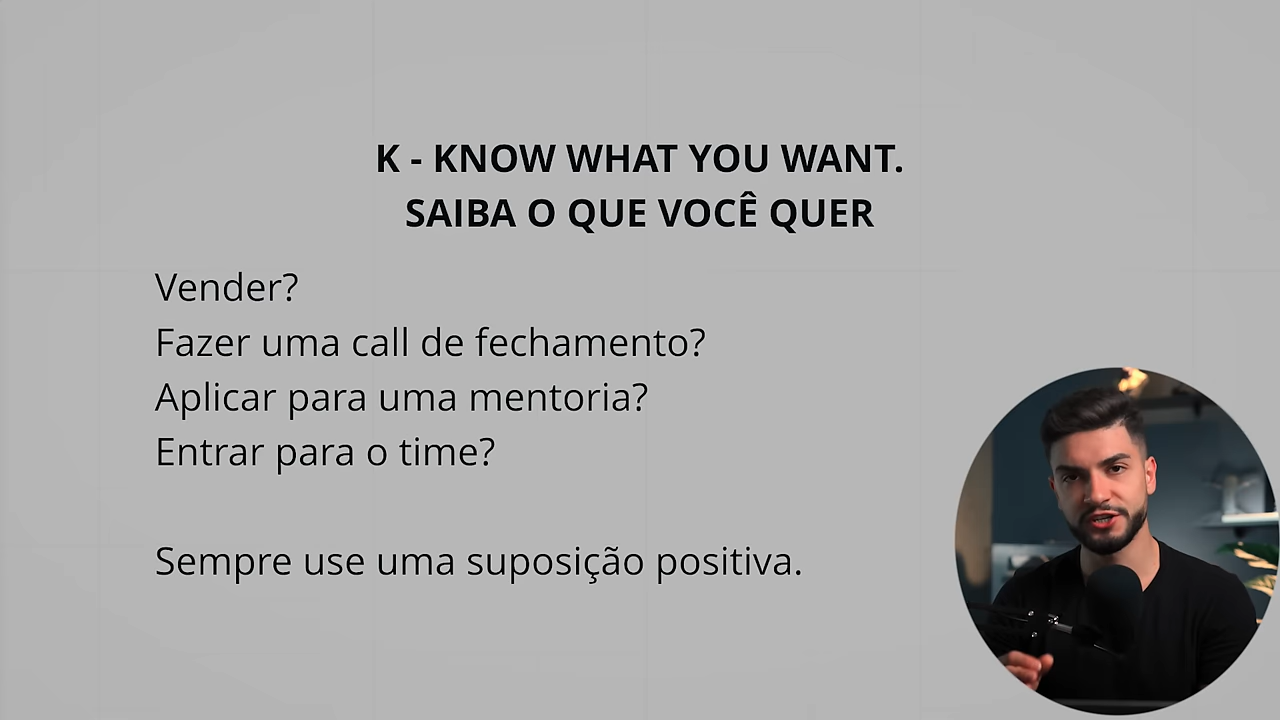 K - KNOW WHAT YOU WANT.
SAIBA O QUE VOCÊ QUER
Vender?
Fazer uma call de fechamento?
Aplicar para uma mentoria?
Entrar para o time?
Sempre use uma suposição positiva.